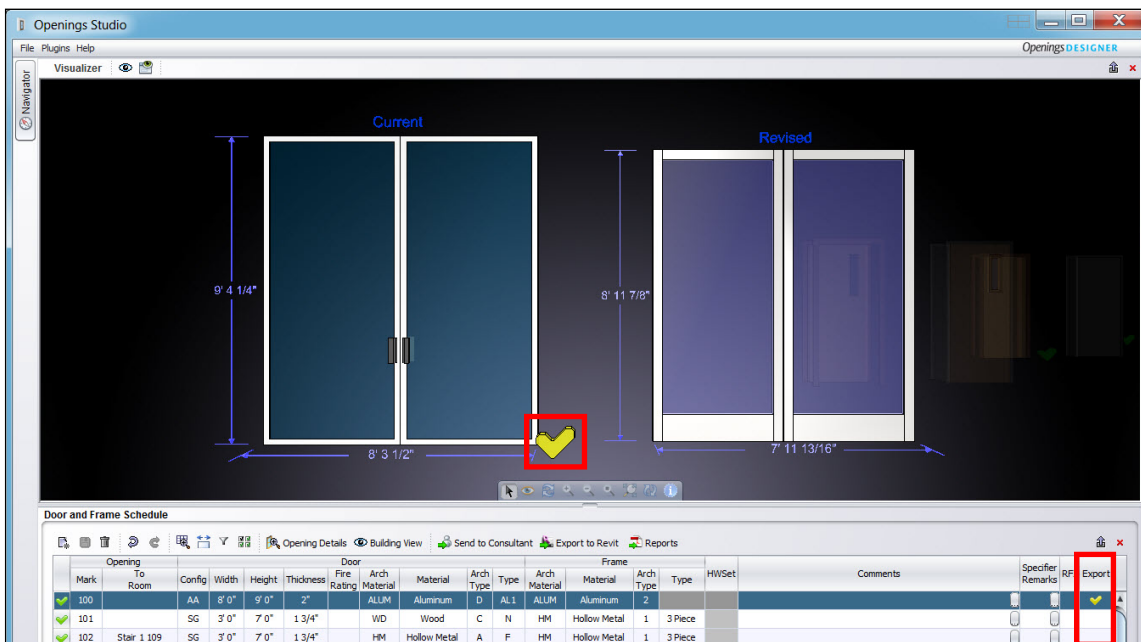 Openings Studio
File Plugins Help
Openings DESIGNER
Navigator
Visualizer
Current
Revised
9' 4 1/4"
8' 11 7/8"
8' 3 1/2"
7' 11 13/16"
Door and Frame Schedule
Opening Details Building View Send to Consultant Export to Revit Reports
Opening Door Frame
Mark To Room Config Width Height Thickness Fire Rating Arch Material Material Arch Type Type Arch Material Material Arch Type Type HWSet Comments Specifier Remarks RF Export
100 AA 8' 0" 9' 0" 2" ALUM Aluminum D AL1 ALUM Aluminum 2
101 SG 3' 0" 7' 0" 1 3/4" WD Wood C N HM Hollow Metal 1 3 Piece
102 Stair 1 109 SG 3' 0" 7' 0" 1 3/4" HM Hollow Metal A F HM Hollow Metal 1 3 Piece